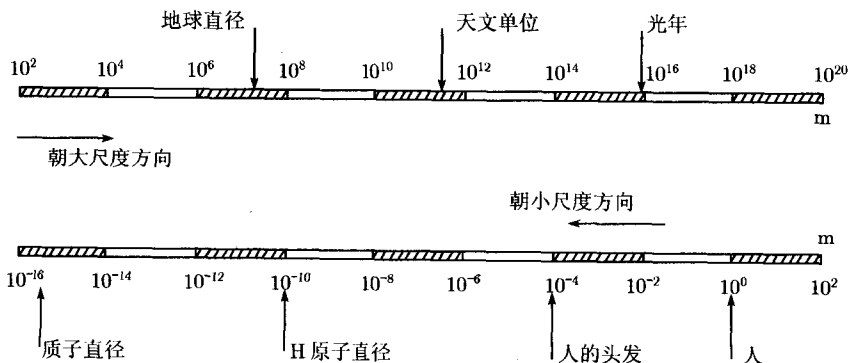 地球直径 天文单位 光年
10² 10⁴ 10⁶ 10⁸ 10¹⁰ 10¹² 10¹⁴ 10¹⁶ 10¹⁸ 10²⁰
m
朝大尺度方向
朝小尺度方向
m
10⁻¹⁶ 10⁻¹⁴ 10⁻¹² 10⁻¹⁰ 10⁻⁸ 10⁻⁶ 10⁻⁴ 10⁻² 10⁰ 10²
质子直径 H 原子直径 人的头发 人